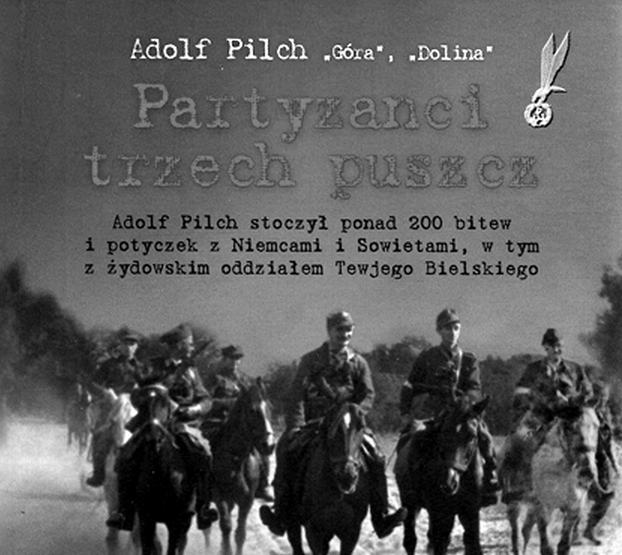 Adolf Pilch „Góra", „Dolina"
Partyzanci
trzech puszcz
Adolf Pilch stoczył ponad 200 bitew
i potyczek z Niemcami i Sowietami, w tym
z żydowskim oddziałem Tewjego Bielskiego